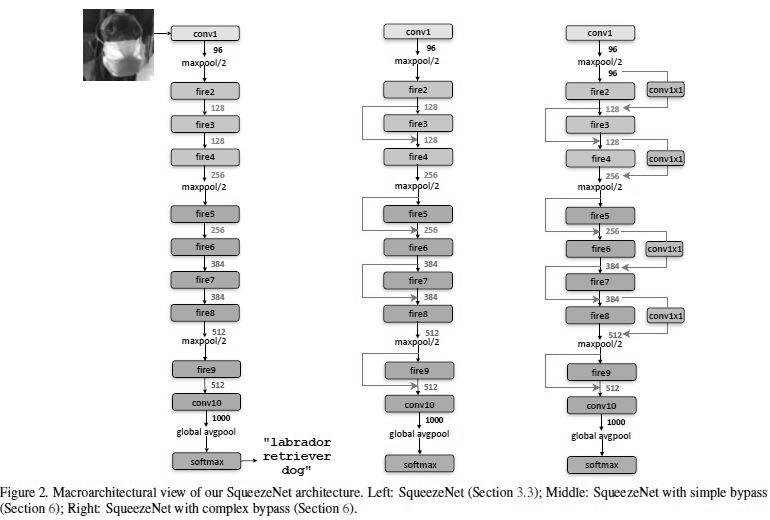 conv1
96
maxpool/2
fire2
128
fire3
128
fire4
256
maxpool/2
fire5
256
fire6
384
fire7
384
fire8
512
maxpool/2
fire9
512
conv10
1000
global avgpool
softmax
"labrador
retriever
dog"
conv1
96
maxpool/2
fire2
128
fire3
128
fire4
256
maxpool/2
fire5
256
fire6
384
fire7
384
fire8
512
maxpool/2
fire9
512
conv10
1000
global avgpool
softmax
conv1
96
maxpool/2
96
conv1x1
fire2
128
fire3
128
conv1x1
fire4
256
maxpool/2
fire5
256
conv1x1
fire6
384
fire7
384
conv1x1
fire8
512
maxpool/2
fire9
512
conv10
1000
global avgpool
softmax
Figure 2. Macroarchitectural view of our SqueezeNet architecture. Left: SqueezeNet (Section 3.3); Middle: SqueezeNet with simple bypass
(Section 6); Right: SqueezeNet with complex bypass (Section 6).